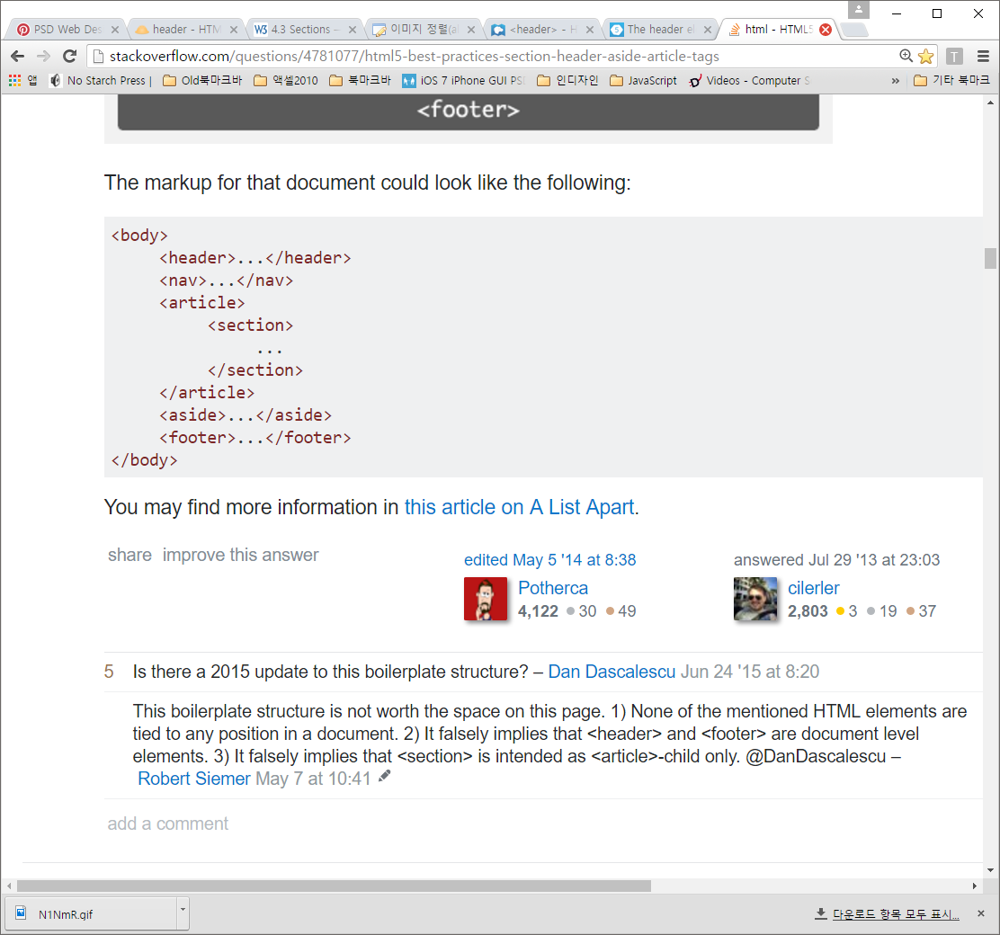 PSD Web Des
header - HTM
4.3 Sections –
이미지 정렬(al
<header> - H
The header el
html - HTML5
stackoverflow.com/questions/4781077/html5-best-practices-section-header-aside-article-tags
앱 No Starch Press | Old북마크바 액셀2010 북마크바 iOS 7 iPhone GUI PS 인디자인 JavaScript Videos - Computer S » 기타 북마크
<footer>
The markup for that document could look like the following:
<body>
<header>...</header>
<nav>...</nav>
<article>
<section>
...
</section>
</article>
<aside>...</aside>
<footer>...</footer>
</body>
You may find more information in this article on A List Apart.
share improve this answer
edited May 5 '14 at 8:38
Potherca
4,122 ●30 ●49
answered Jul 29 '13 at 23:03
cilerler
2,803 ●3 ●19 ●37
5 Is there a 2015 update to this boilerplate structure? – Dan Dascalescu Jun 24 '15 at 8:20
This boilerplate structure is not worth the space on this page. 1) None of the mentioned HTML elements are
tied to any position in a document. 2) It falsely implies that <header> and <footer> are document level
elements. 3) It falsely implies that <section> is intended as <article>-child only. @DanDascalescu –
Robert Siemer May 7 at 10:41
add a comment
N1NmR.gif
다운로드 항목 모두 표시...